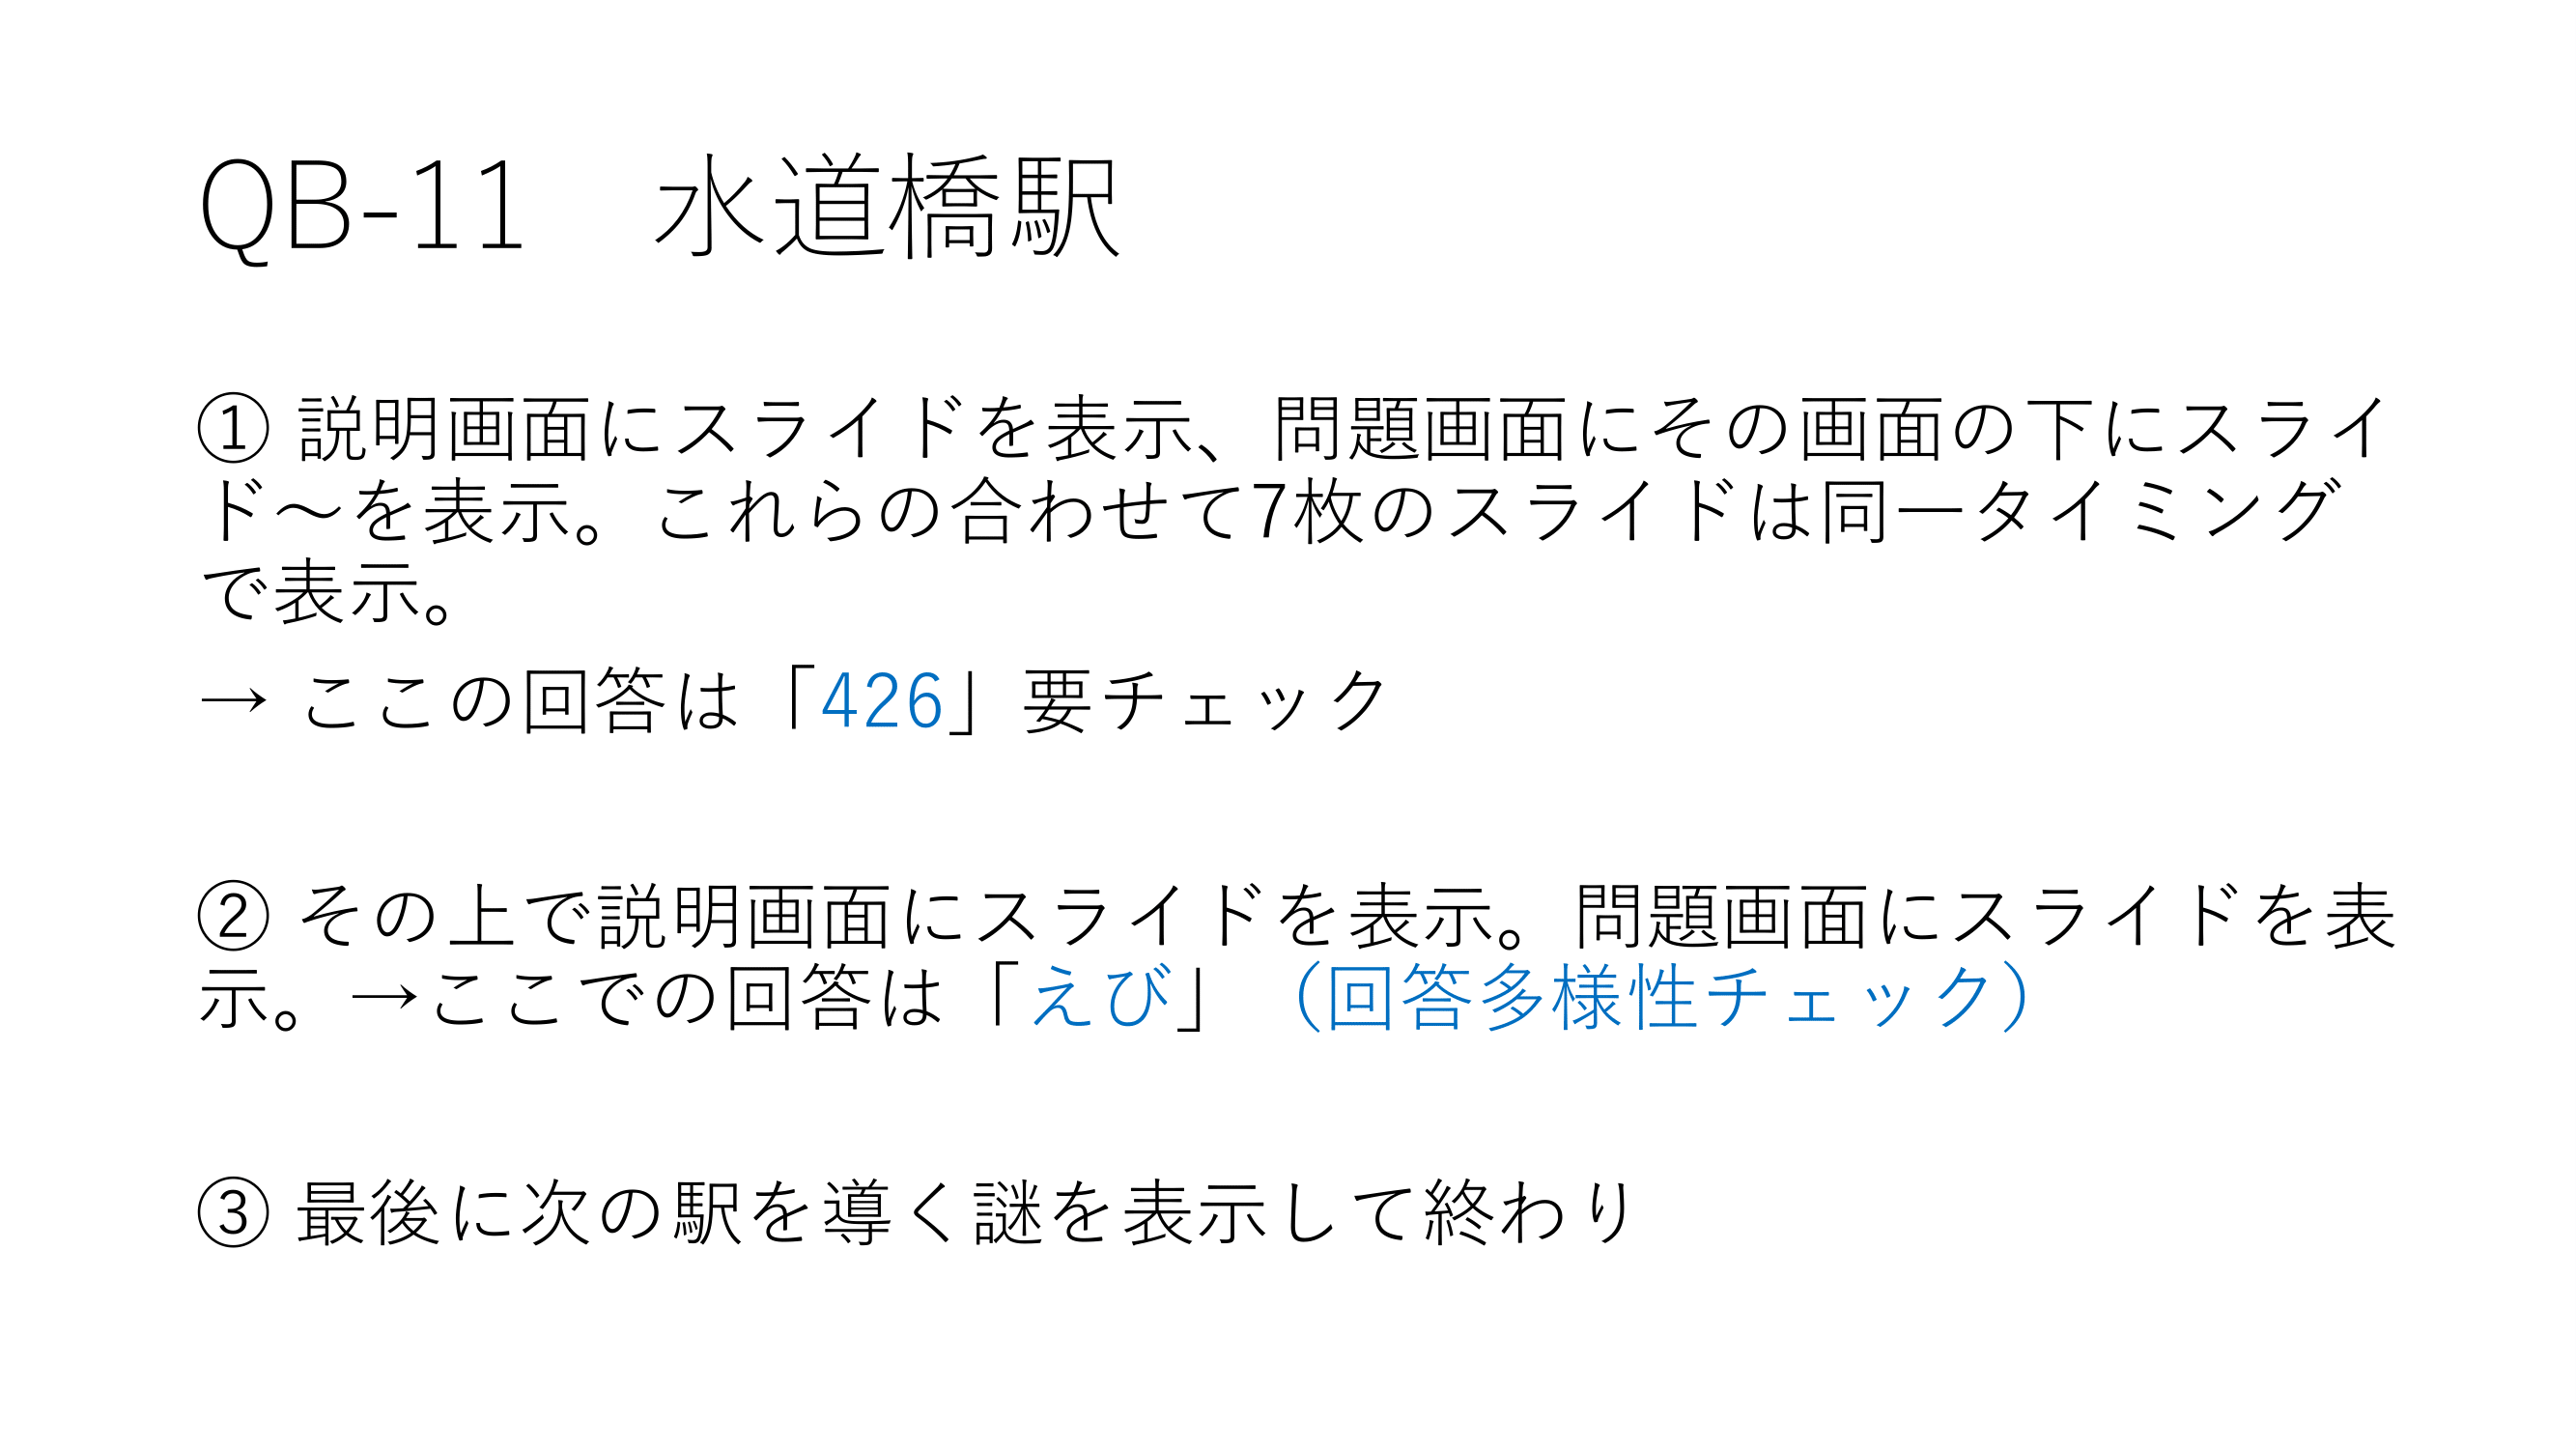 QB-11　水道橋駅
① 説明画面にスライドを表示、問題画面にその画面の下にスライ
ド～を表示。これらの合わせて7枚のスライドは同一タイミング
で表示。
→ ここの回答は「426」要チェック
② その上で説明画面にスライドを表示。問題画面にスライドを表
示。→ここでの回答は「えび」（回答多様性チェック）
③ 最後に次の駅を導く謎を表示して終わり